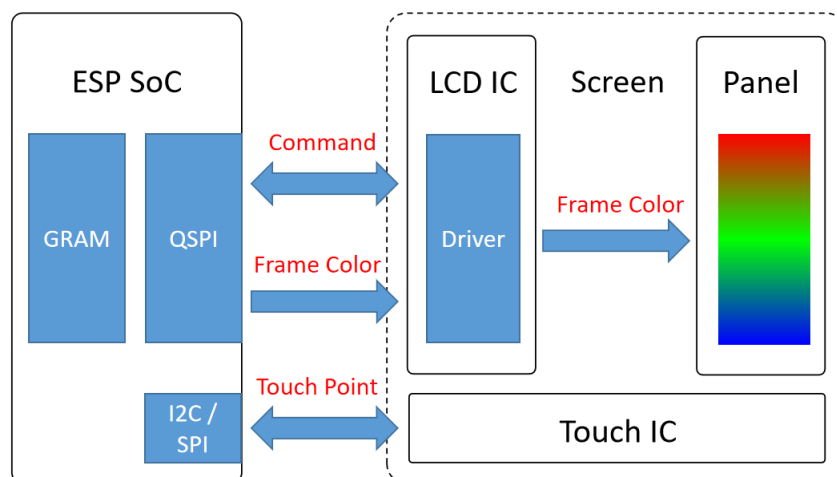 ESP SoC
GRAM
QSPI
I2C /
SPI
Command
Frame Color
Touch Point
LCD IC
Driver
Screen
Frame Color
Panel
Touch IC